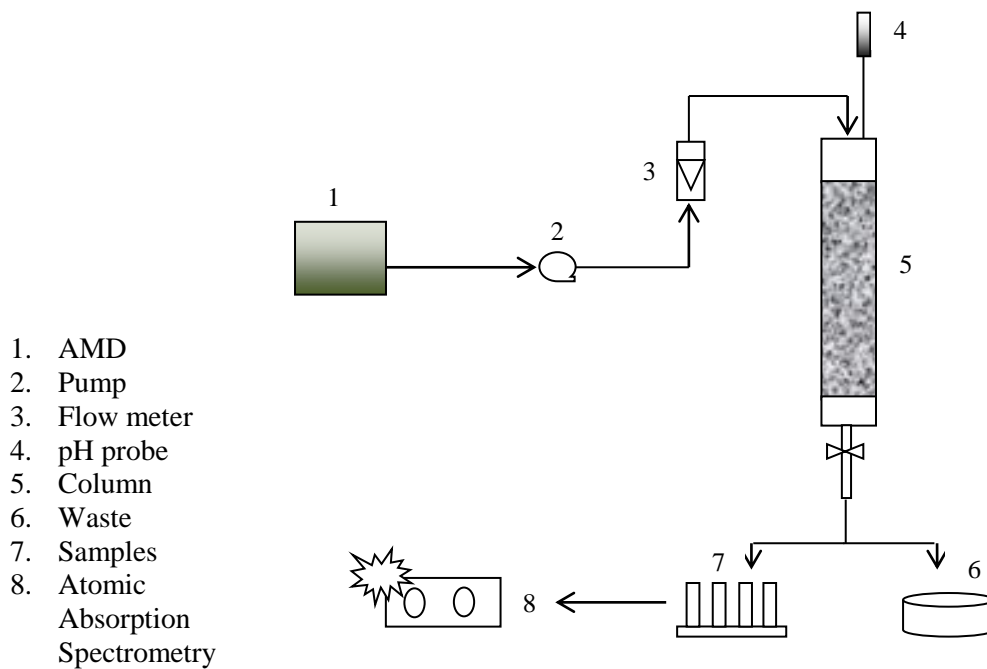 4
3
1
2
5
1. AMD
2. Pump
3. Flow meter
4. pH probe
5. Column
6. Waste
7. Samples
8. Atomic
Absorption
Spectrometry
7
6
8